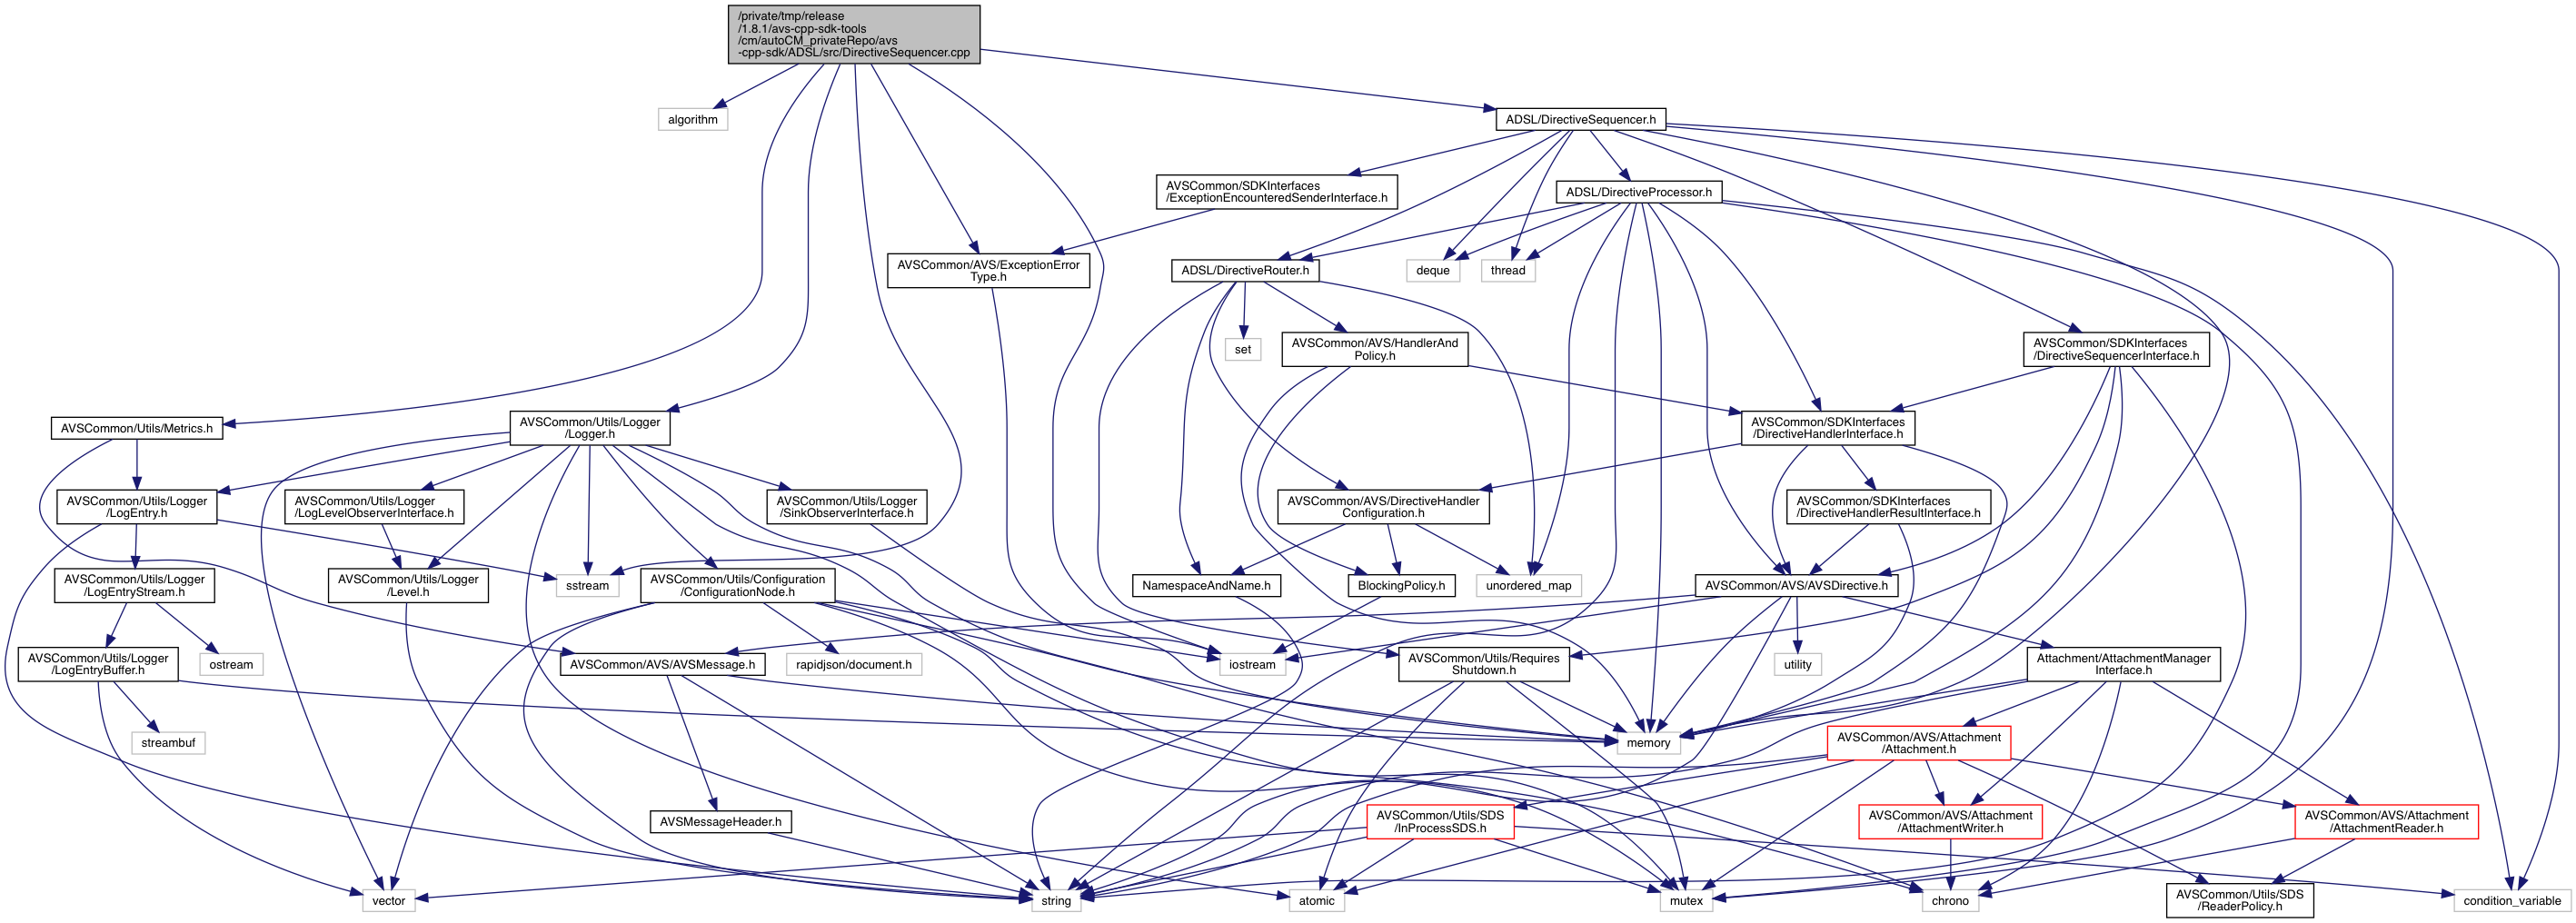 /private/tmp/release
/1.8.1/avs-cpp-sdk-tools
/cm/autoCM_privateRepo/avs
-cpp-sdk/ADSL/src/DirectiveSequencer.cpp
algorithm
ADSL/DirectiveSequencer.h
AVSCommon/SDKInterfaces
/ExceptionEncounteredSenderInterface.h
ADSL/DirectiveProcessor.h
AVSCommon/AVS/ExceptionError
Type.h
ADSL/DirectiveRouter.h
deque
thread
set
AVSCommon/AVS/HandlerAnd
Policy.h
AVSCommon/SDKInterfaces
/DirectiveSequencerInterface.h
AVSCommon/Utils/Metrics.h
AVSCommon/Utils/Logger
/Logger.h
AVSCommon/SDKInterfaces
/DirectiveHandlerInterface.h
AVSCommon/Utils/Logger
/LogEntry.h
AVSCommon/Utils/Logger
/LogLevelObserverInterface.h
AVSCommon/Utils/Logger
/SinkObserverInterface.h
AVSCommon/AVS/DirectiveHandler
Configuration.h
AVSCommon/SDKInterfaces
/DirectiveHandlerResultInterface.h
AVSCommon/Utils/Logger
/LogEntryStream.h
AVSCommon/Utils/Logger
/Level.h
sstream
AVSCommon/Utils/Configuration
/ConfigurationNode.h
NamespaceAndName.h
BlockingPolicy.h
unordered_map
AVSCommon/AVS/AVSDirective.h
AVSCommon/Utils/Logger
/LogEntryBuffer.h
ostream
AVSCommon/AVS/AVSMessage.h
rapidjson/document.h
iostream
AVSCommon/Utils/Requires
Shutdown.h
utility
Attachment/AttachmentManager
Interface.h
streambuf
memory
AVSCommon/AVS/Attachment
/Attachment.h
AVSMessageHeader.h
AVSCommon/Utils/SDS
/InProcessSDS.h
AVSCommon/AVS/Attachment
/AttachmentWriter.h
AVSCommon/AVS/Attachment
/AttachmentReader.h
vector
string
atomic
mutex
chrono
AVSCommon/Utils/SDS
/ReaderPolicy.h
condition_variable